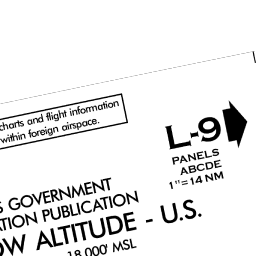 charts and flight information
within foreign airspace.
L-9
PANELS
ABCDE
1"=14 NM
GOVERNMENT
PUBLICATION
ALTITUDE - U.S.
18,000' MSL